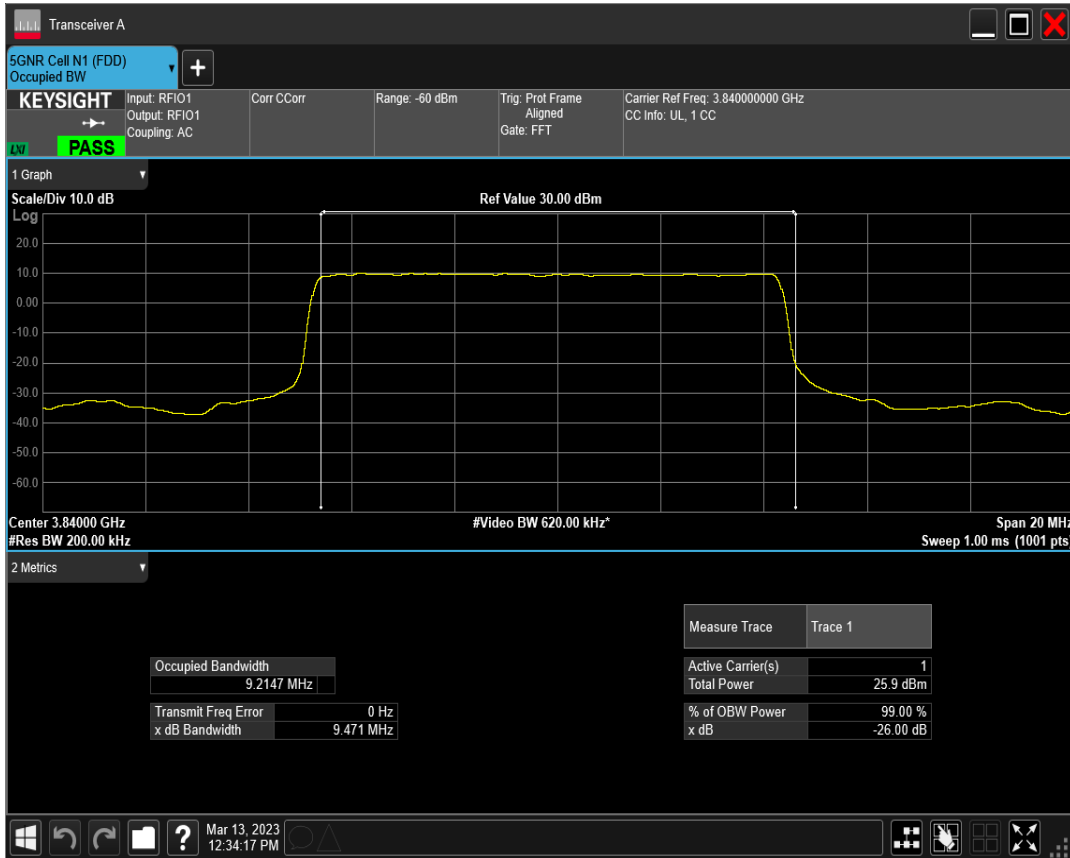 Transceiver A
5GNR Cell N1 (FDD)
Occupied BW
+
KEYSIGHT
LXI
PASS
Input: RFIO1
Output: RFIO1
Coupling: AC
Corr CCorr
Range: -60 dBm
Trig: Prot Frame
Aligned
Gate: FFT
Carrier Ref Freq: 3.840000000 GHz
CC Info: UL, 1 CC
1 Graph
Scale/Div 10.0 dB
Ref Value 30.00 dBm
Log
20.0
10.0
0.00
-10.0
-20.0
-30.0
-40.0
-50.0
-60.0
Center 3.84000 GHz
#Video BW 620.00 kHz*
Span 20 MHz
#Res BW 200.00 kHz
Sweep 1.00 ms (1001 pts)
2 Metrics
Measure Trace Trace 1
Occupied Bandwidth
9.2147 MHz
Active Carrier(s) 1
Total Power 25.9 dBm
Transmit Freq Error 0 Hz
x dB Bandwidth 9.471 MHz
% of OBW Power 99.00 %
x dB -26.00 dB
?
Mar 13, 2023
12:34:17 PM